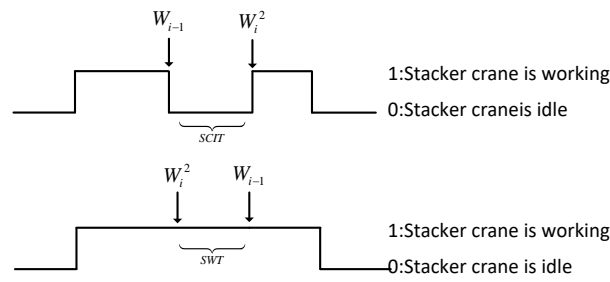 W_{i-1} W_i^2
1:Stacker crane is working
0:Stacker craneis idle
SCIT
W_i^2 W_{i-1}
1:Stacker crane is working
SWT
0:Stacker crane is idle